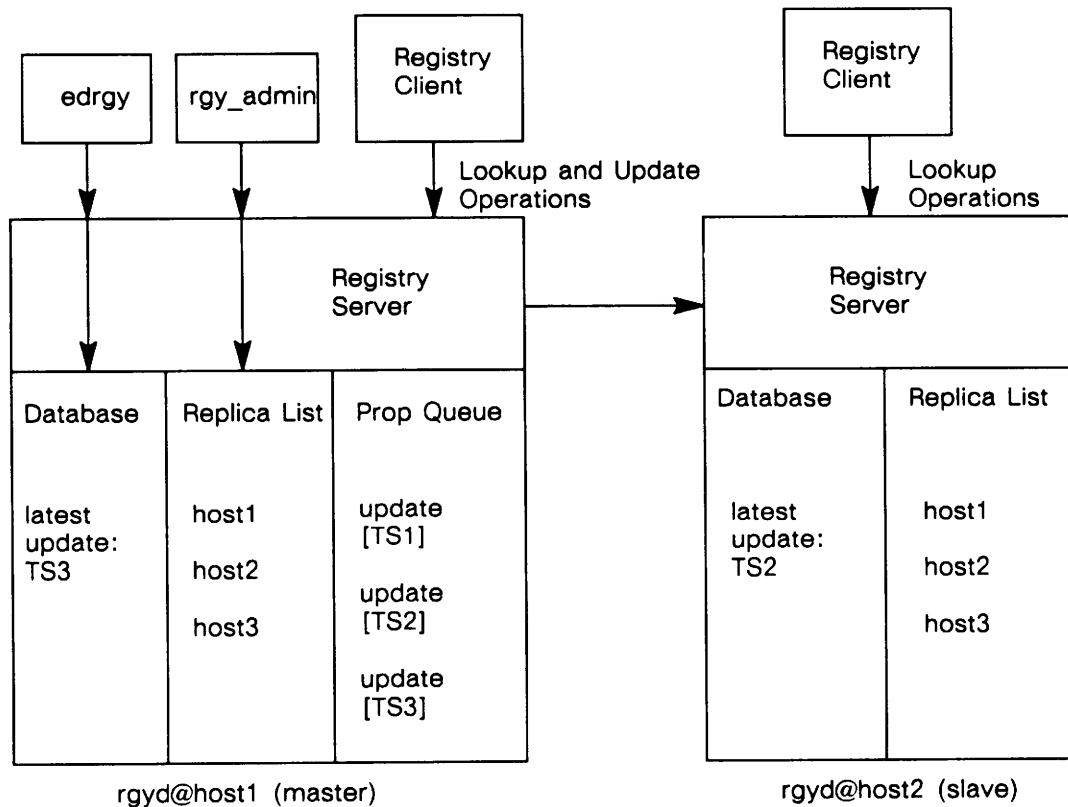 edrgy
rgy_admin
Registry
Client
Registry
Client
Lookup and Update
Operations
Lookup
Operations
Registry
Server
Registry
Server
Database
Replica List
Prop Queue
latest
update:
TS3
host1
host2
host3
update
[TS1]
update
[TS2]
update
[TS3]
Database
Replica List
latest
update:
TS2
host1
host2
host3
rgyd@host1 (master)
rgyd@host2 (slave)